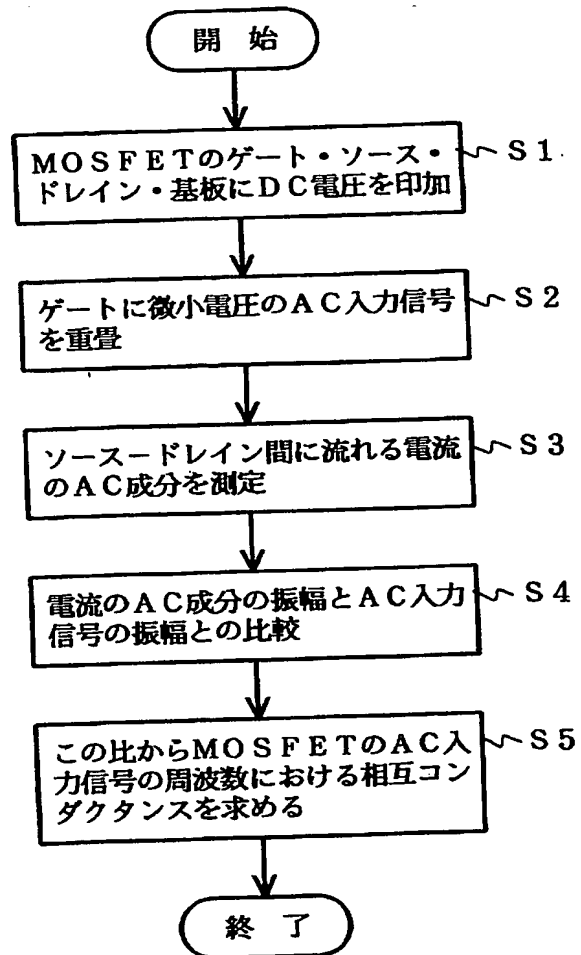 開 始
MOSFETのゲート・ソース・
ドレイン・基板にDC電圧を印加
S1
ゲートに微小電圧のAC入力信号
を重畳
S2
ソース－ドレイン間に流れる電流
のAC成分を測定
S3
電流のAC成分の振幅とAC入力
信号の振幅との比較
S4
この比からMOSFETのAC入
力信号の周波数における相互コン
ダクタンスを求める
S5
終 了